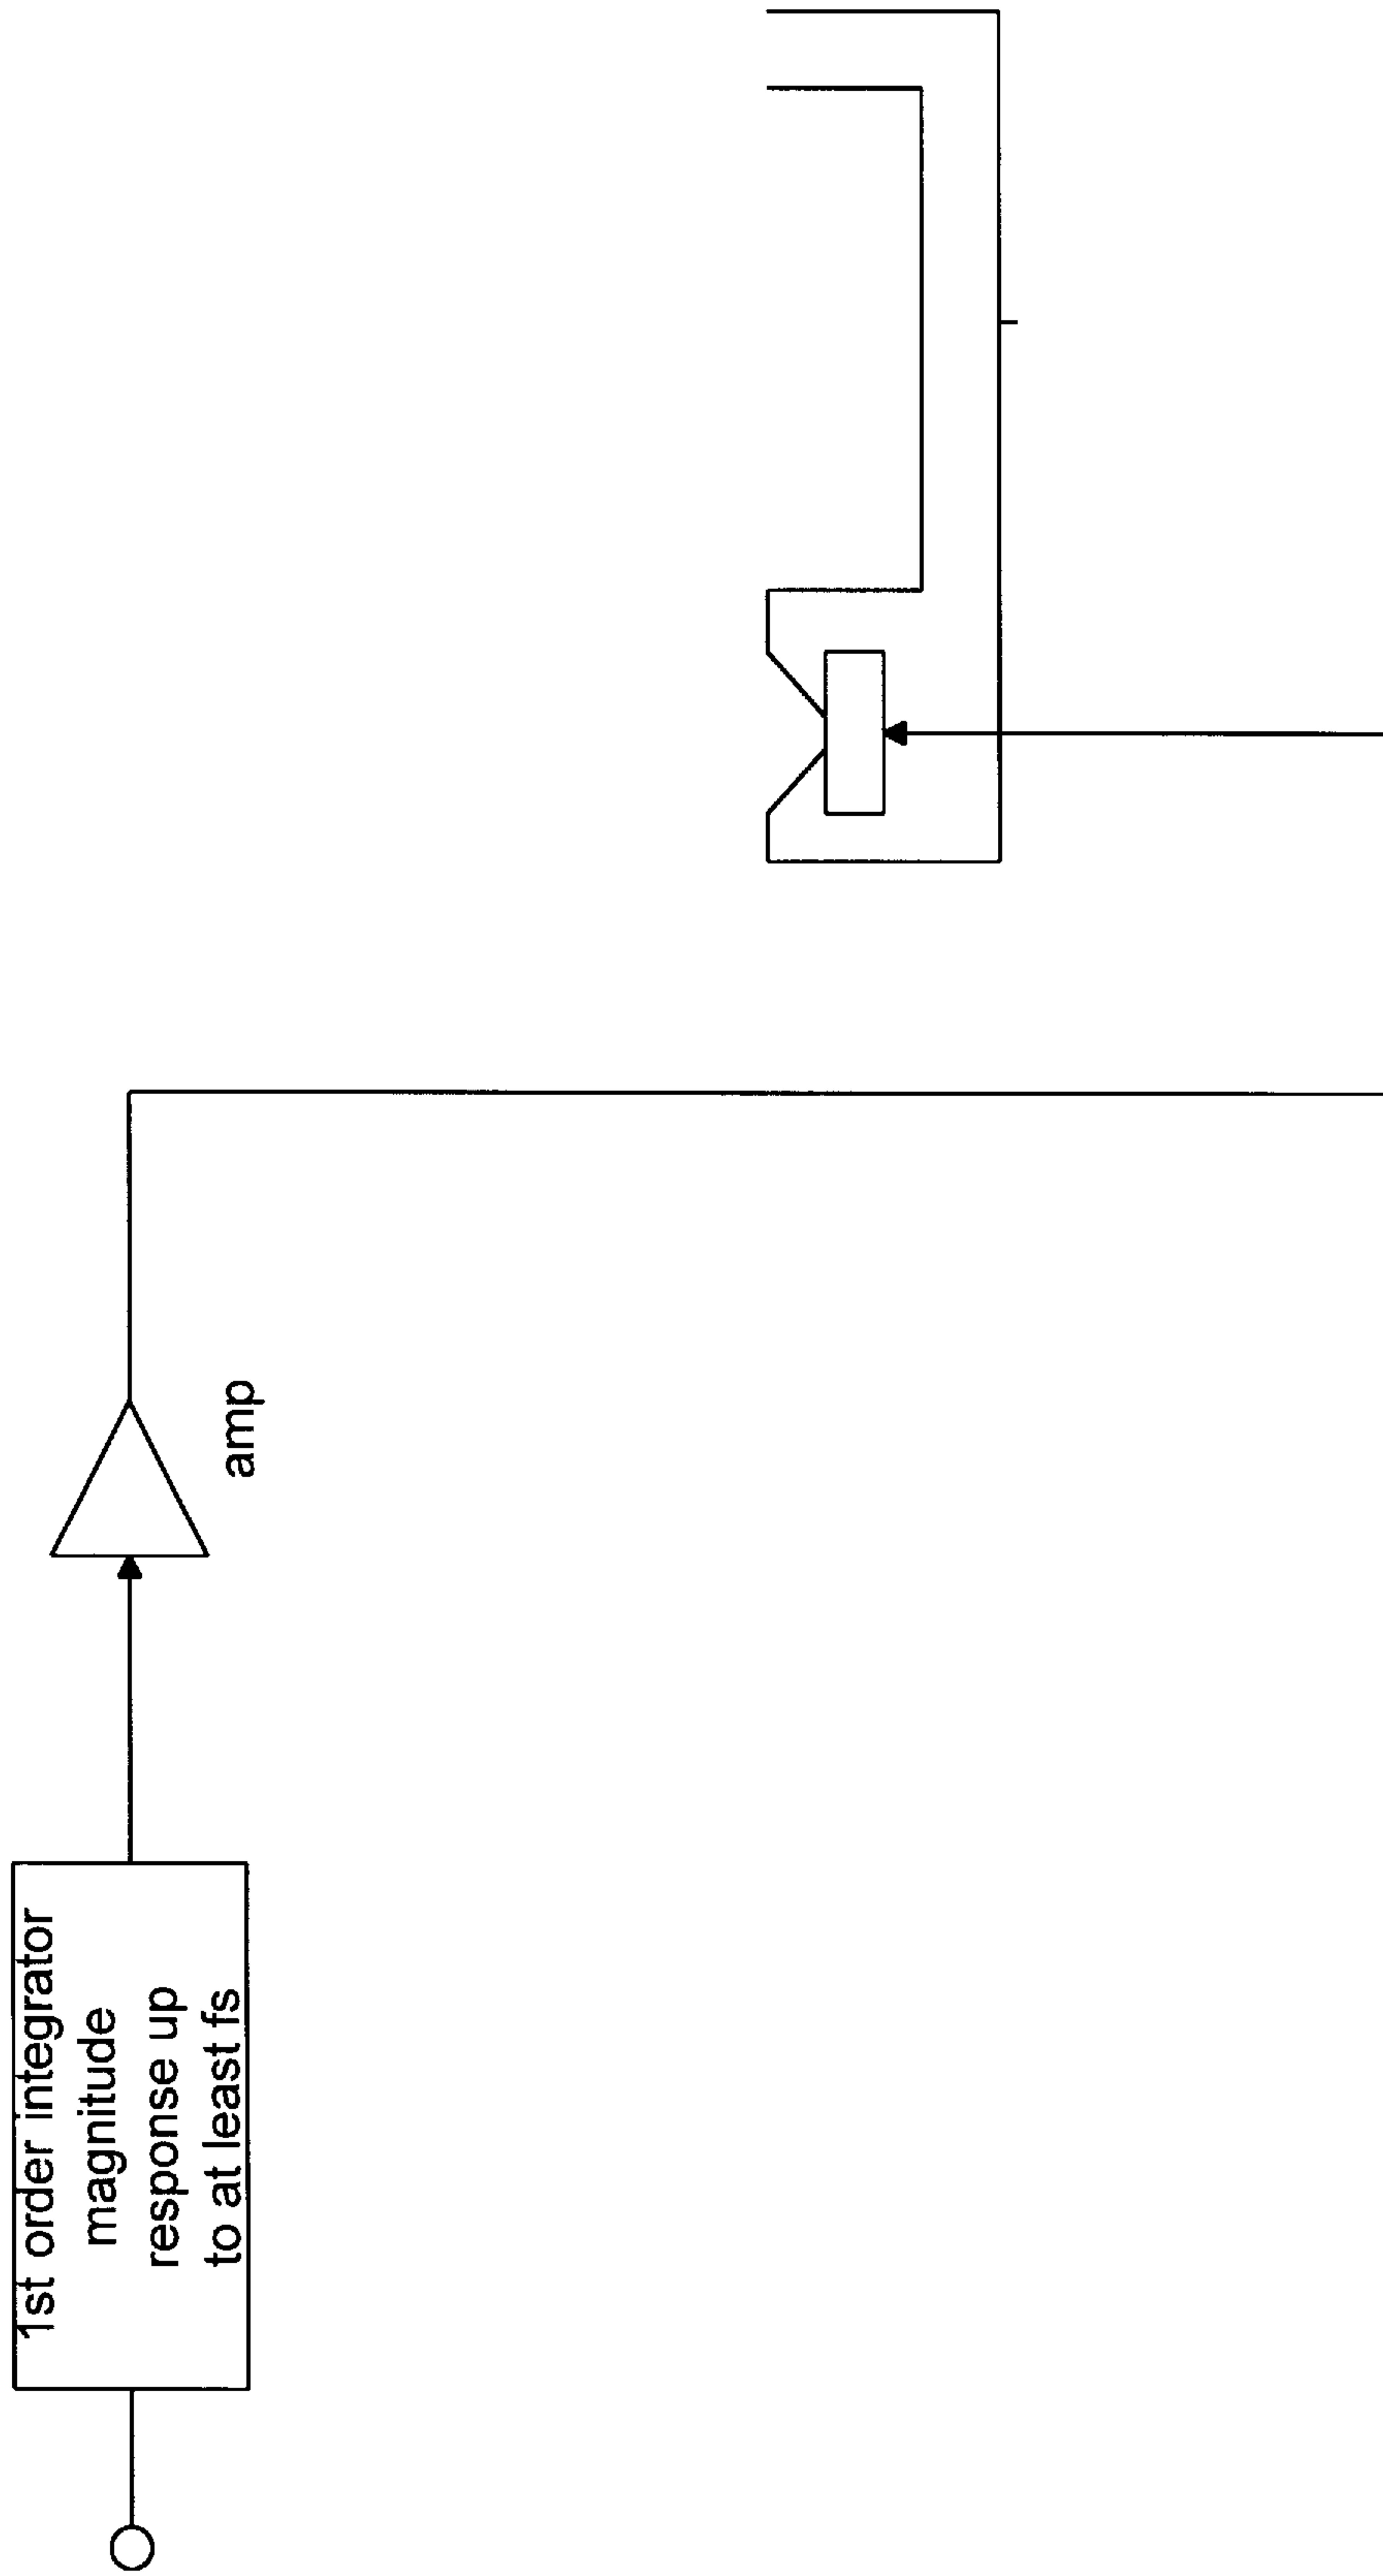 1st order integrator
magnitude
response up
to at least fs
amp